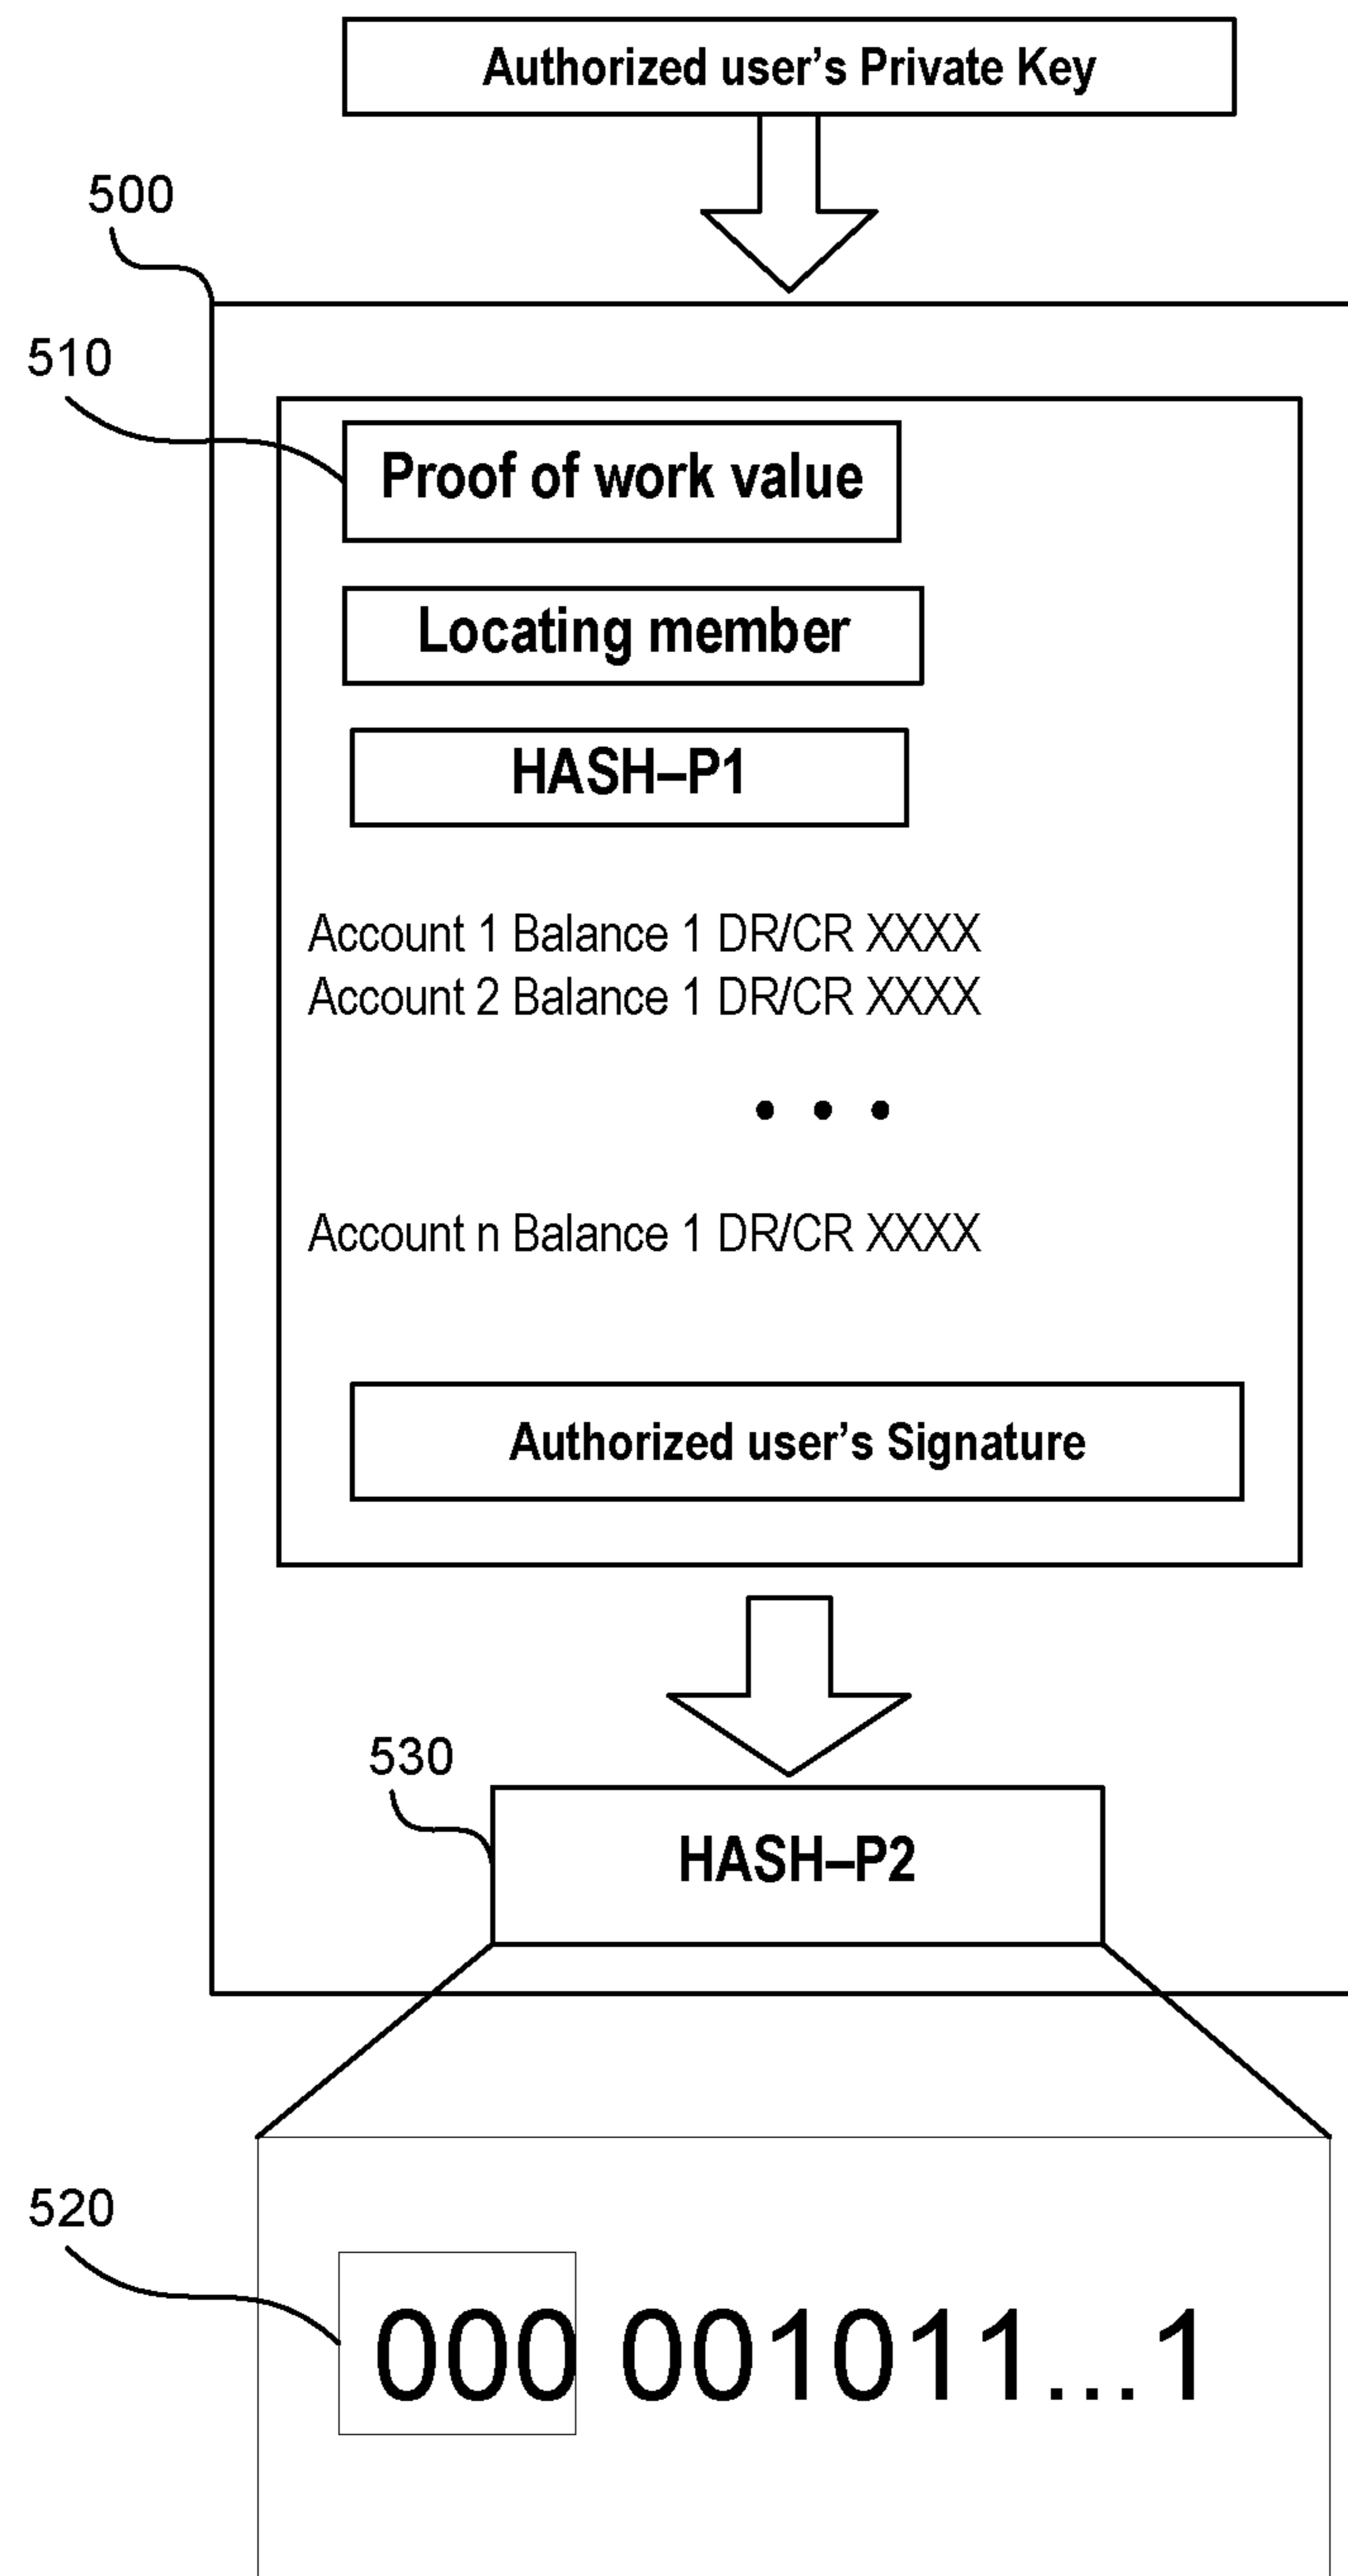 Authorized user’s Private Key
500
510
Proof of work value
Locating member
HASH–P1
Account 1 Balance 1 DR/CR XXXX
Account 2 Balance 1 DR/CR XXXX
• • •
Account n Balance 1 DR/CR XXXX
Authorized user’s Signature
530
HASH–P2
520
000 001011...1